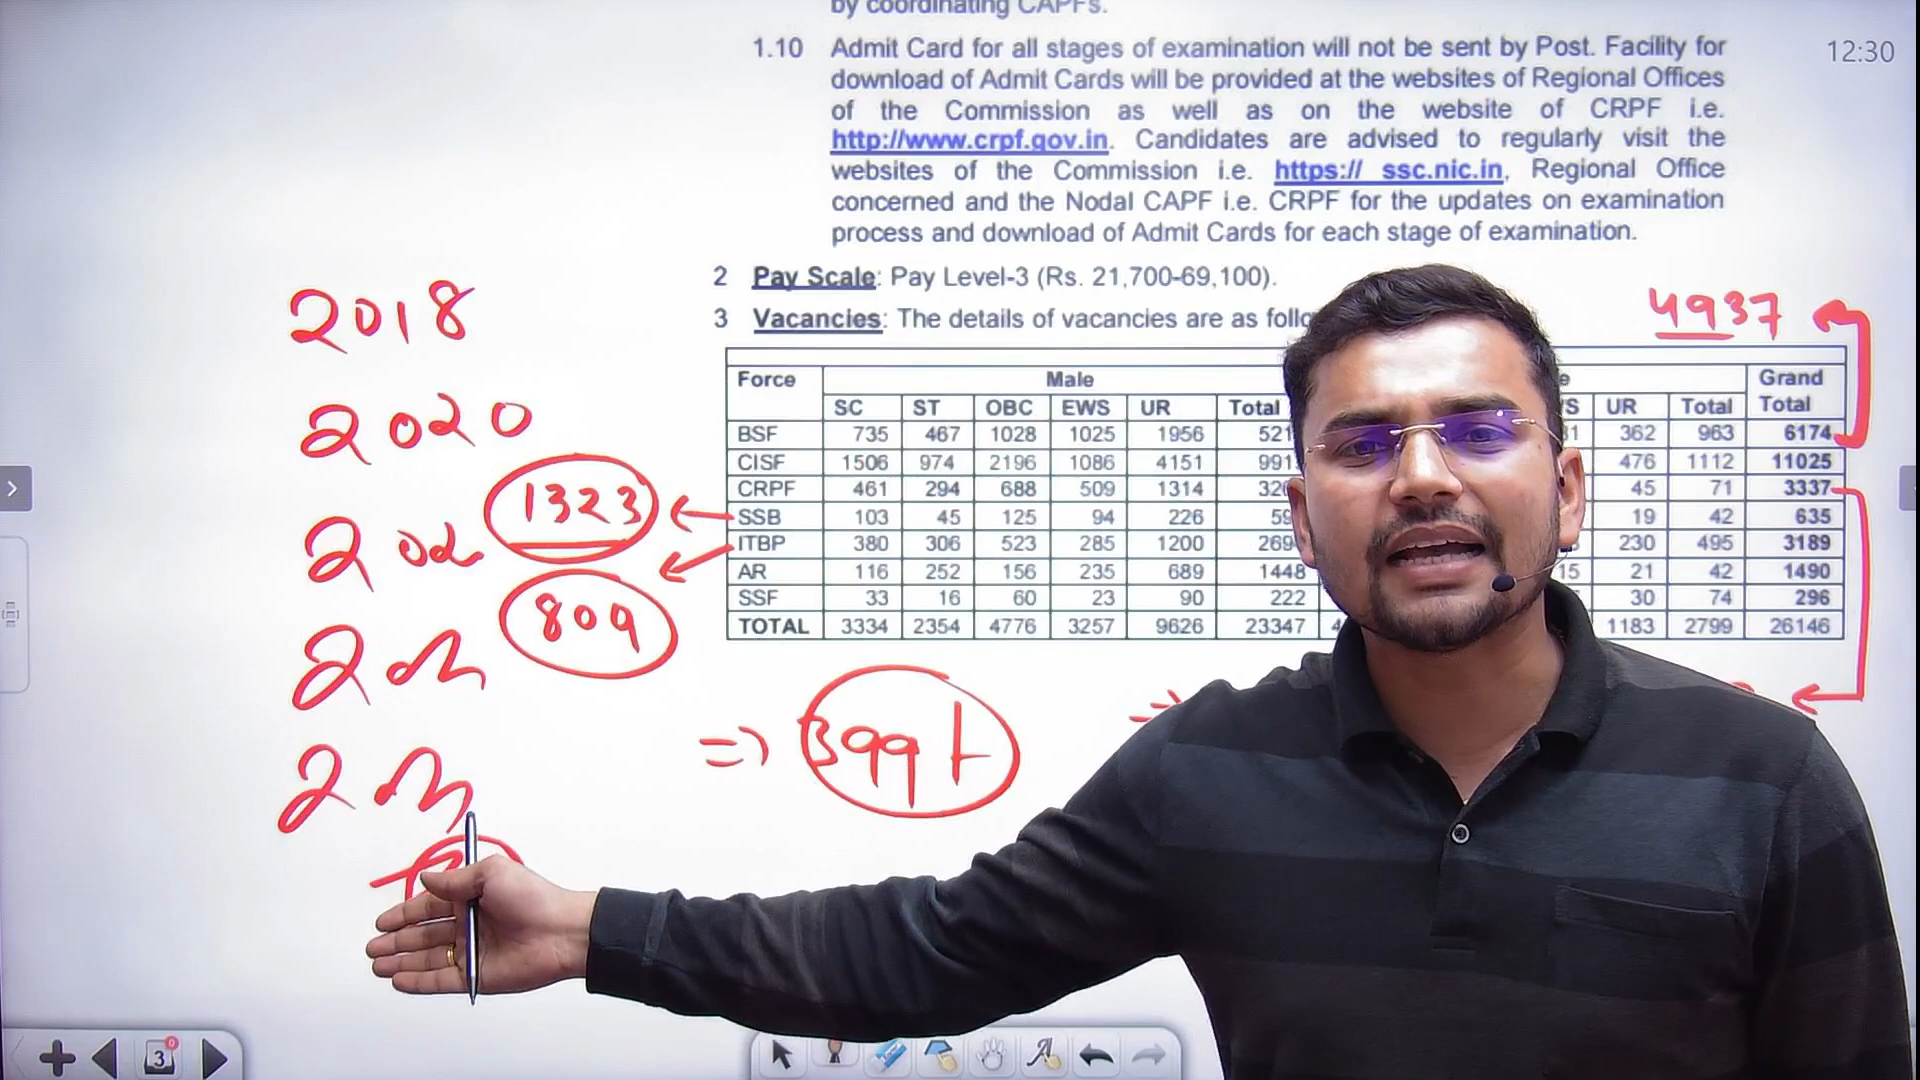 by coordinating CAPFs.
1.10 Admit Card for all stages of examination will not be sent by Post. Facility for
download of Admit Cards will be provided at the websites of Regional Offices
of the Commission as well as on the website of CRPF i.e.
http://www.crpf.gov.in. Candidates are advised to regularly visit the
websites of the Commission i.e. https:// ssc.nic.in, Regional Office
concerned and the Nodal CAPF i.e. CRPF for the updates on examination
process and download of Admit Cards for each stage of examination.
12:30
2 Pay Scale: Pay Level-3 (Rs. 21,700-69,100).
3 Vacancies: The details of vacancies are as
4937
Force Male Grand Total
SC ST OBC EWS UR Total UR Total
BSF 735 467 1028 1025 1956 362 963 6174
CISF 1506 974 2196 1086 4151 476 1112 11025
CRPF 461 294 688 509 1314 45 71 3337
SSB 103 45 125 94 226 19 42 635
ITBP 380 306 523 285 1200 230 495 3189
AR 116 252 156 235 689 1448 21 42 1490
SSF 33 16 60 23 90 222 30 74 296
TOTAL 3334 2354 4776 3257 9626 23347 1183 2799 26146
2018
2020
1323
809
=> 3991
3